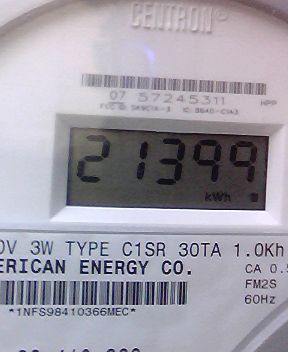 CENTRON
07 57245311 HPP
21399
kWh
0V 3W TYPE C1SR 30TA 1.0Kh
ERICAN ENERGY CO.
CA 0.5
FM2S
60Hz
*1NFS98410366MEC*